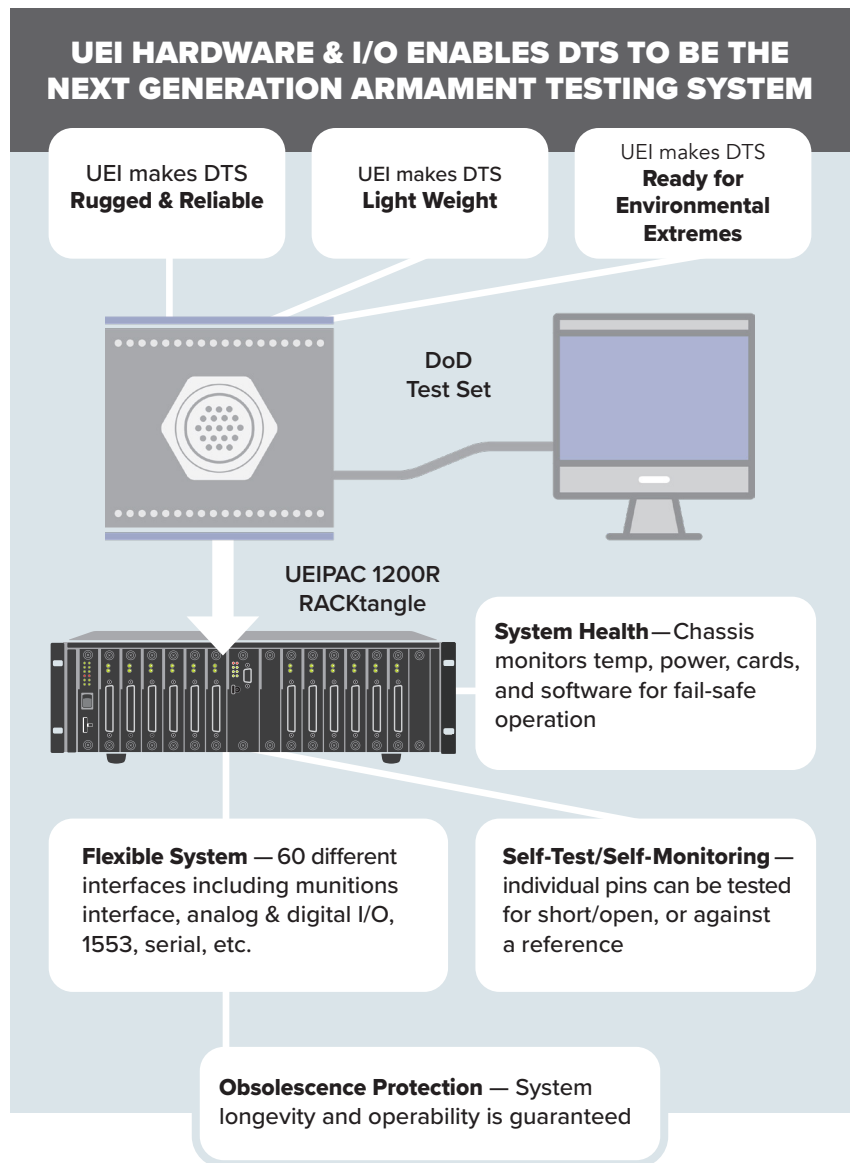 UEI HARDWARE & I/O ENABLES DTS TO BE THE
NEXT GENERATION ARMAMENT TESTING SYSTEM
UEI makes DTS
Rugged & Reliable
UEI makes DTS
Light Weight
UEI makes DTS
Ready for
Environmental
Extremes
DoD
Test Set
UEIPAC 1200R
RACKtangle
System Health — Chassis
monitors temp, power, cards,
and software for fail-safe
operation
Flexible System — 60 different
interfaces including munitions
interface, analog & digital I/O,
1553, serial, etc.
Self-Test/Self-Monitoring —
individual pins can be tested
for short/open, or against
a reference
Obsolescence Protection — System
longevity and operability is guaranteed